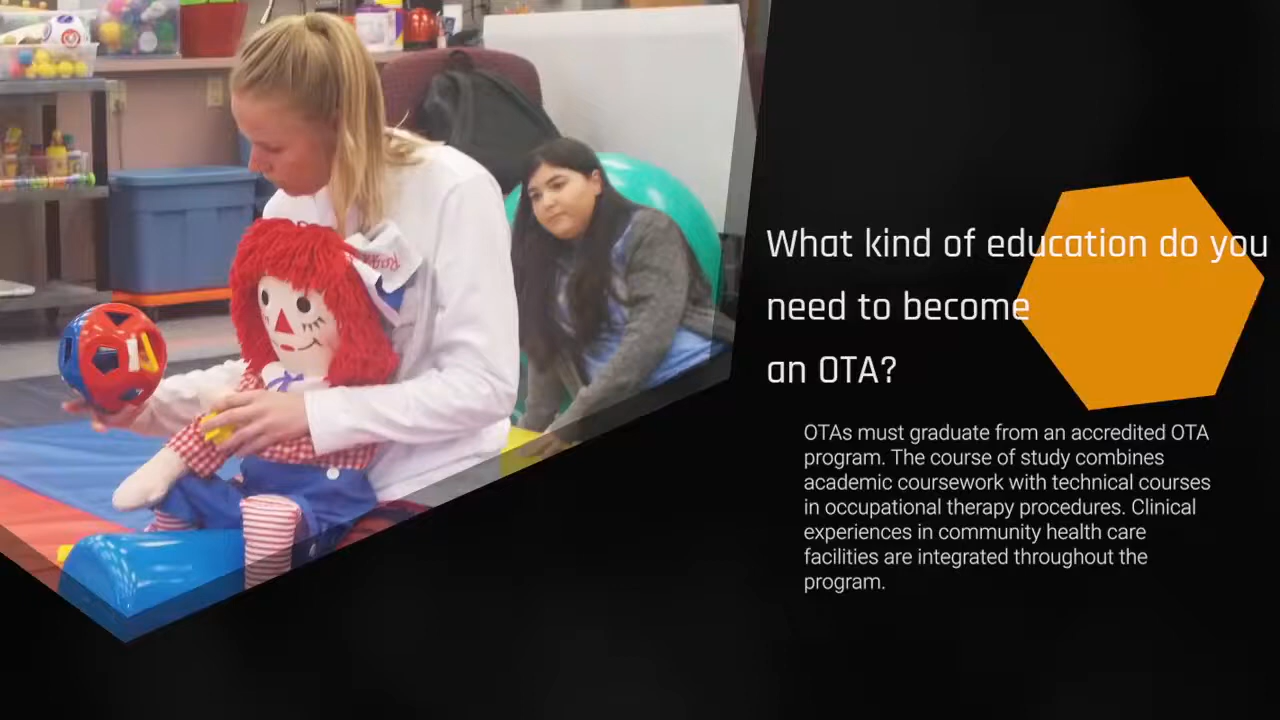 What kind of education do you
need to become
an OTA?
OTAs must graduate from an accredited OTA
program. The course of study combines
academic coursework with technical courses
in occupational therapy procedures. Clinical
experiences in community health care
facilities are integrated throughout the
program.